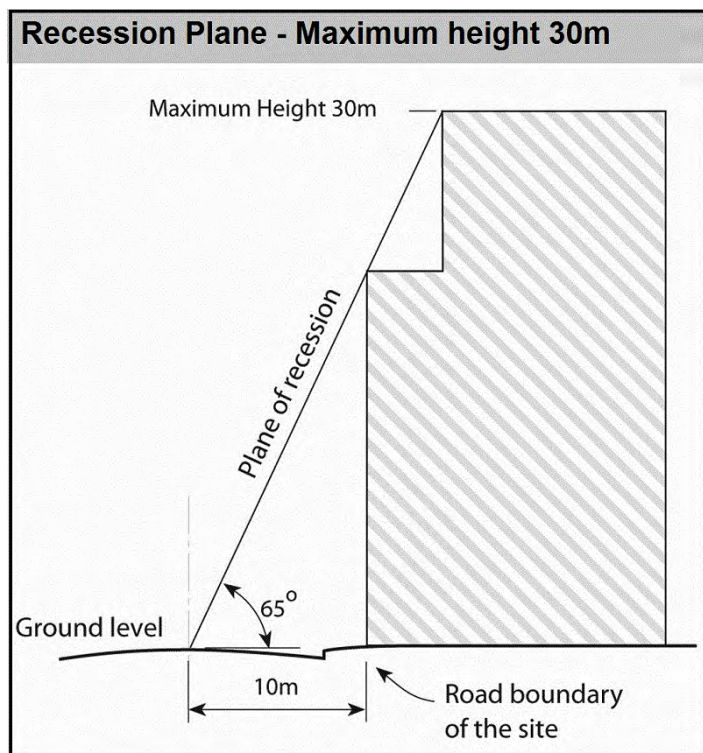 Recession Plane - Maximum height 30m
Maximum Height 30m
Plane of recession
65°
Ground level
10m
Road boundary
of the site